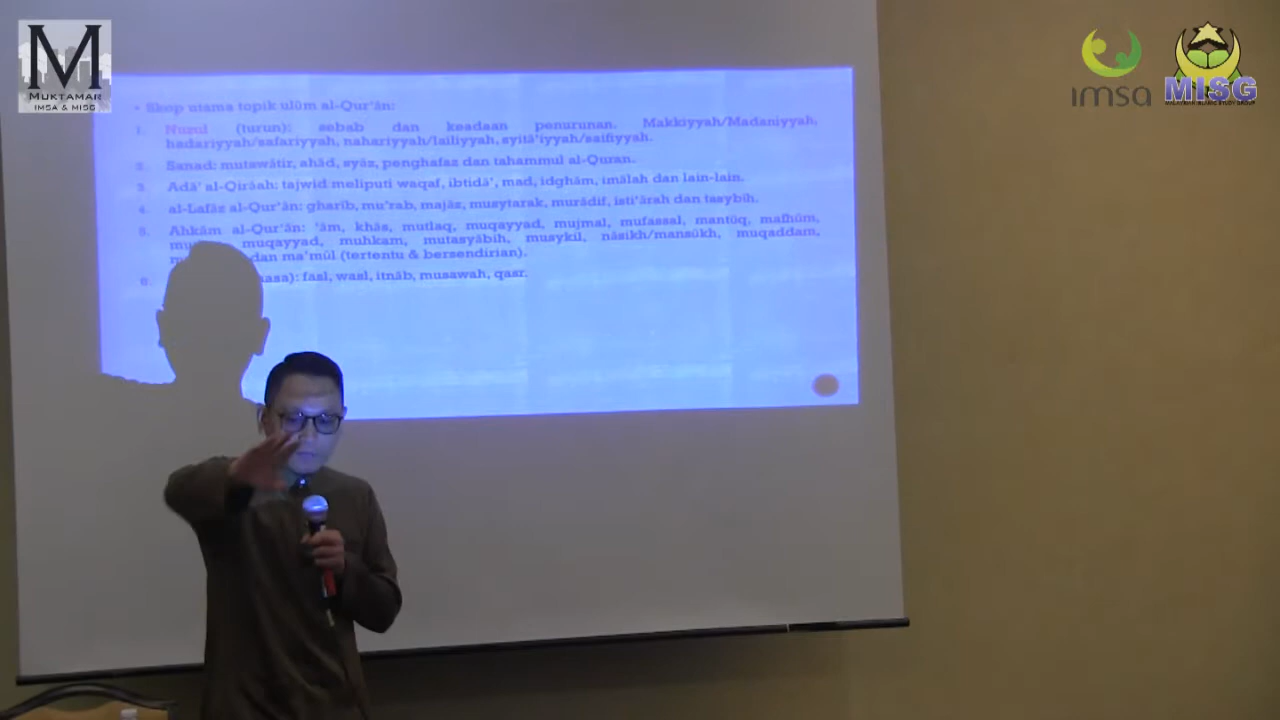 MUKTAMAR
IMSA & MISG
imsa
MISG
MALAYSIAN ISLAMIC STUDY GROUP
• Skop utama topik ulūm al-Qur'ān:
1. Nuzul (turun): sebab dan keadaan penurunan. Makkiyyah/Madaniyyah,
hadariyyah/safariyyah, nahariyyah/lailiyyah, syitā'iyyah/saifiyyah.
2. Sanad: mutawātir, ahād, syāz, penghafaz dan tahammul al-Quran.
3. Adā' al-Qirāah: tajwid meliputi waqaf, ibtidā', mad, idghām, imālah dan lain-lain.
4. al-Lafāz al-Qur'ān: gharīb, mu'rab, majāz, musytarak, murādif, isti'ārah dan tasybīh.
5. Ahkām al-Qur'ān: 'ām, khās, mutlaq, muqayyad, mujmal, mufassal, mantūq, mafhūm,
muqayyad, muhkam, mutasyābih, musykil, nāsikh/mansūkh, muqaddam,
dan ma'mūl (tertentu & bersendirian).
6. fasl, wasl, itnāb, musawah, qasr.